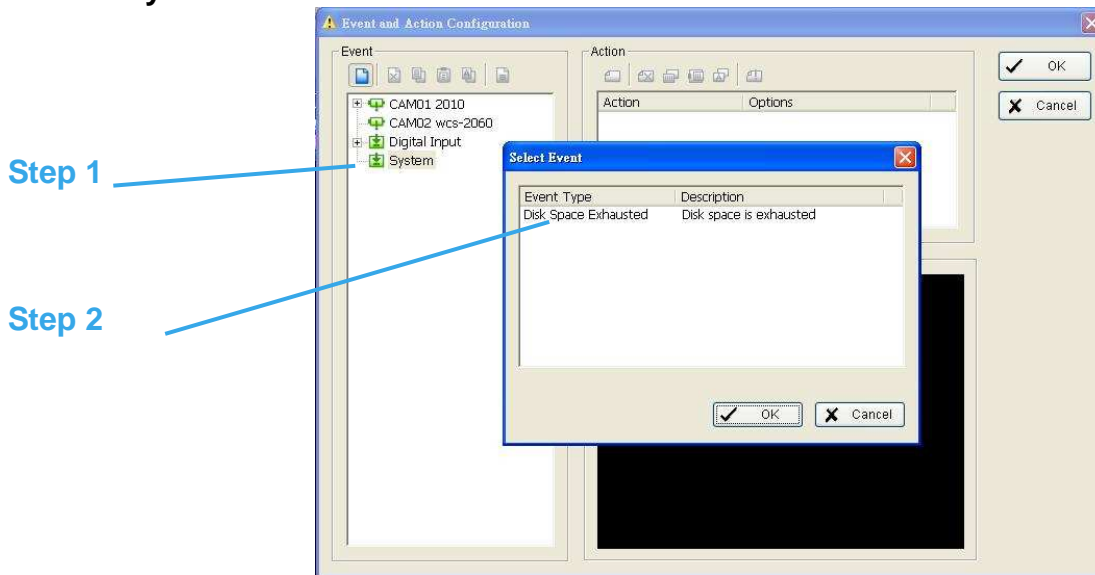 Event and Action Configuration
Event
Action
OK
Cancel
CAM01 2010
CAM02 wcs-2060
Digital Input
System
Action Options
Step 1
Select Event
Event Type Description
Disk Space Exhausted Disk space is exhausted
Step 2
OK Cancel